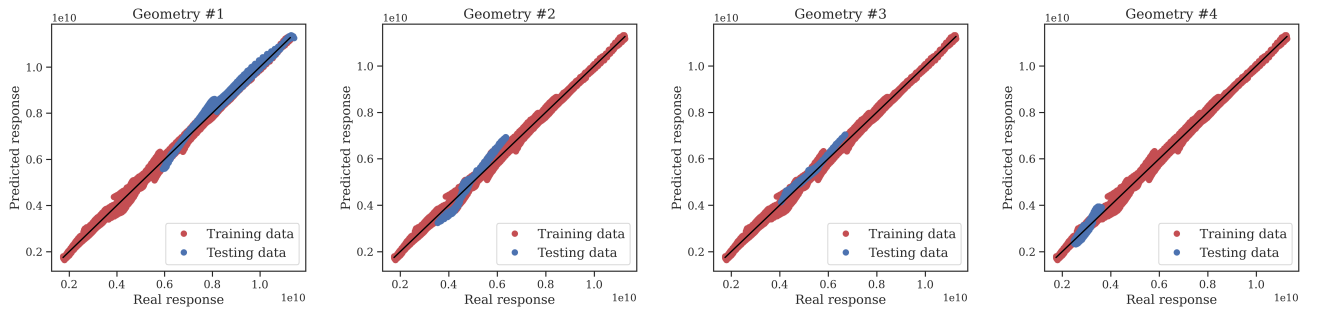 Geometry #1
1e10
Predicted response
1.0
0.8
0.6
0.4
0.2
Training data
Testing data
0.2 0.4 0.6 0.8 1.0
Real response
1e10
Geometry #2
1e10
Predicted response
1.0
0.8
0.6
0.4
0.2
Training data
Testing data
0.2 0.4 0.6 0.8 1.0
Real response
1e10
Geometry #3
1e10
Predicted response
1.0
0.8
0.6
0.4
0.2
Training data
Testing data
0.2 0.4 0.6 0.8 1.0
Real response
1e10
Geometry #4
1e10
Predicted response
1.0
0.8
0.6
0.4
0.2
Training data
Testing data
0.2 0.4 0.6 0.8 1.0
Real response
1e10